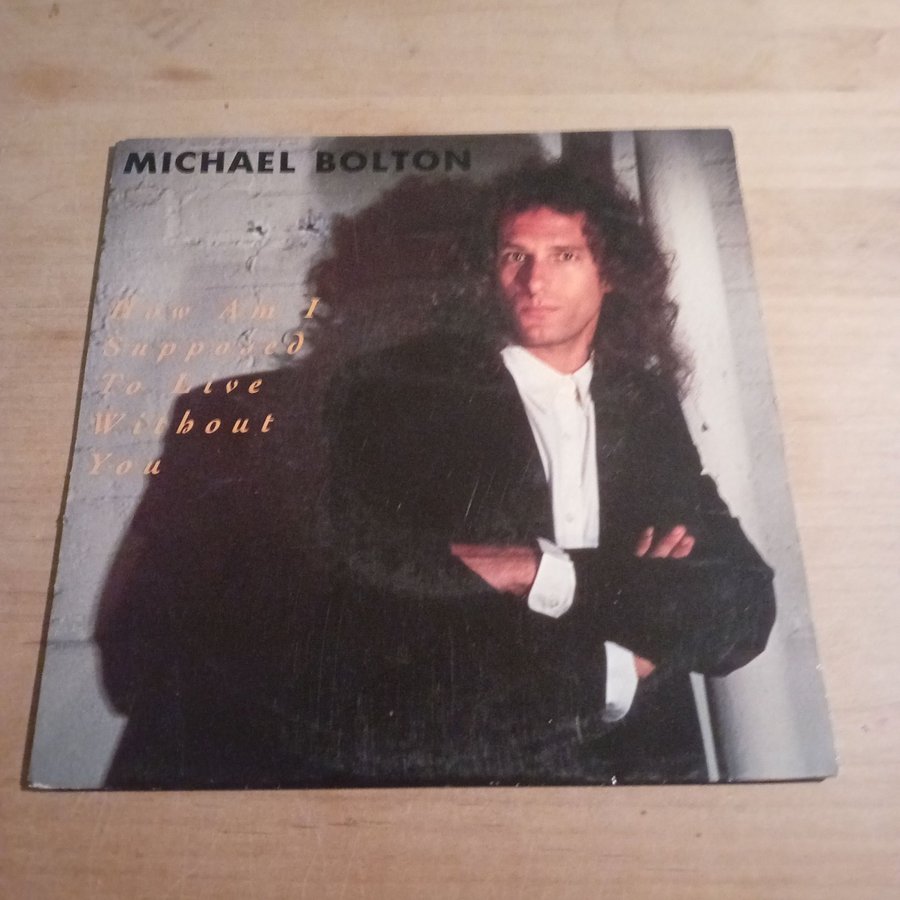 MICHAEL BOLTON
How Am I
Supposed
To Live
Without
You